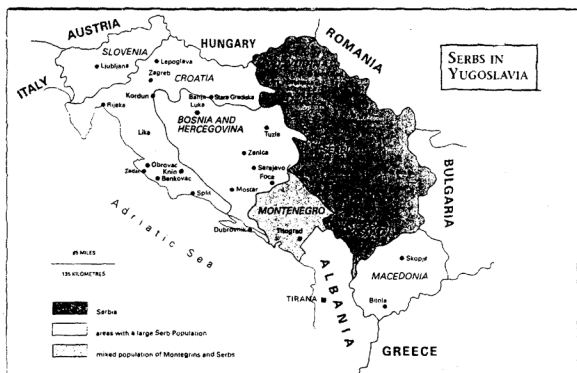 AUSTRIA
HUNGARY
ROMANIA
SERBS IN
YUGOSLAVIA
ITALY
SLOVENIA
Ljubljana
Lepoglava
Zagreb
CROATIA
Rijeka
Kordun
Banja
Luka
Stara Gradiska
BOSNIA AND
HERCEGOVINA
Tuzla
Lika
Zenica
Sarajevo
Foca
Obrovac
Zadar
Knin
Benkovac
Split
Mostar
BULGARIA
Adriatic Sea
Dubrovnik
MONTENEGRO
Titograd
85 MILES
135 KILOMETRES
Skopje
MACEDONIA
Bitola
TIRANA
ALBANIA
GREECE
Serbia
areas with a large Serb Population
mixed population of Montegrins and Serbs